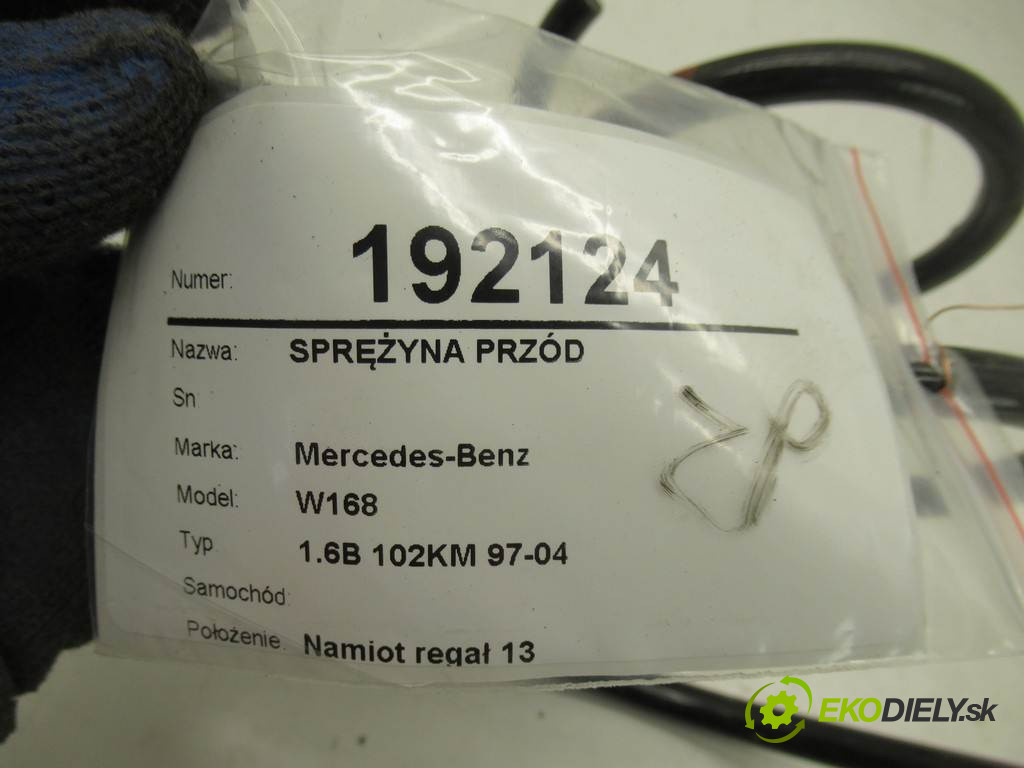 Numer: 192124
Nazwa: SPRĘŻYNA PRZÓD
Sn:
Marka: Mercedes-Benz
Model: W168
Typ 1.6B 102KM 97-04
Samochód:
Położenie: Namiot regał 13
EKODIELY.sk